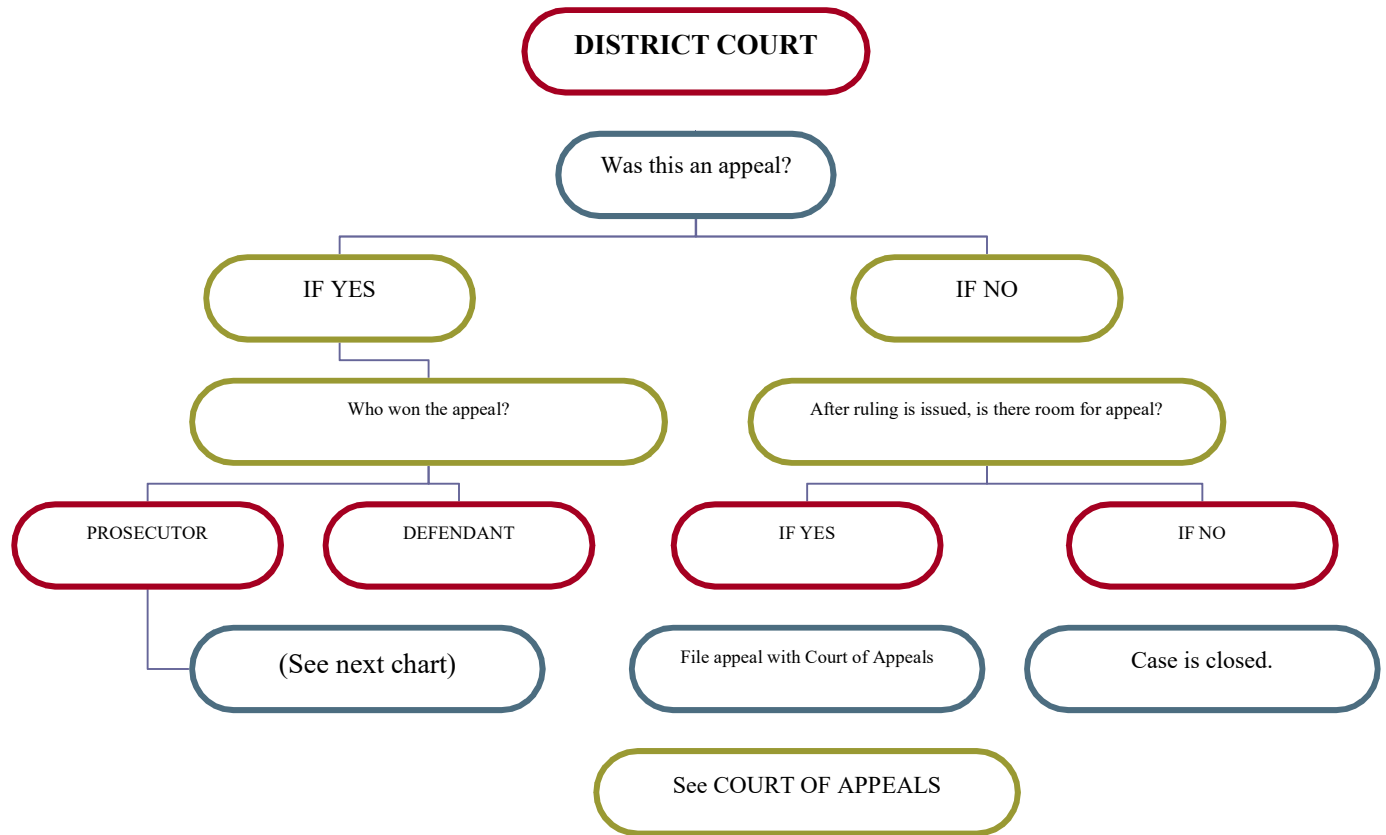 DISTRICT COURT
Was this an appeal?
IF YES
IF NO
Who won the appeal?
After ruling is issued, is there room for appeal?
PROSECUTOR
DEFENDANT
IF YES
IF NO
(See next chart)
File appeal with Court of Appeals
Case is closed.
See COURT OF APPEALS